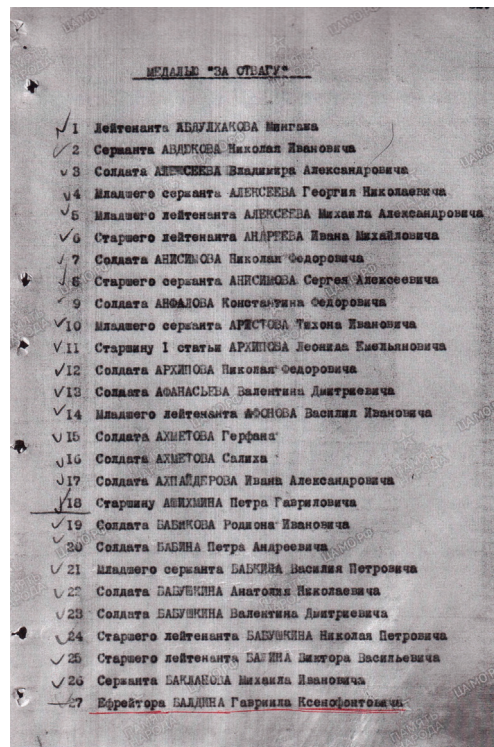 МЕДАЛЬЮ "ЗА ОТВАГУ"
1 Лейтенанта АБДУЛХАКОВА Мингажа
2 Сержанта АВДЮКОВА Николая Ивановича
3 Солдата АЛЕКСЕЕВА Владимира Александровича
4 Младшего сержанта АЛЕКСЕЕВА Георгия Николаевича
5 Младшего лейтенанта АЛЕКСЕЕВА Михаила Александровича
6 Старшего лейтенанта АНДРЕЕВА Ивана Михайловича
7 Солдата АНИСИМОВА Николая Федоровича
8 Старшего сержанта АНИСИМОВА Сергея Алексеевича
9 Солдата АНФАЛОВА Константина Федоровича
10 Младшего сержанта АРИСТОВА Тихона Ивановича
11 Старшину I статьи АРХИПОВА Леонида Емельяновича
12 Солдата АРХИПОВА Николая Федоровича
13 Солдата АФАНАСЬЕВА Валентина Дмитриевича
14 Младшего лейтенанта АФОНОВА Василия Ивановича
15 Солдата АХМЕТОВА Герфана
16 Солдата АХМЕТОВА Салиха
17 Солдата АХПАЙДЕРОВА Ивана Александровича
18 Старшину АШИХМИНА Петра Гавриловича
19 Солдата БАБИКОВА Родиона Ивановича
20 Солдата БАБИНА Петра Андреевича
21 Младшего сержанта БАБКИНА Василия Петровича
22 Солдата БАБУШКИНА Анатолия Николаевича
23 Солдата БАБУШКИНА Валентина Дмитриевича
24 Старшего лейтенанта БАБУШКИНА Николая Петровича
25 Старшего лейтенанта Виктора Васильевича
26 Сержанта БАКЛАНОВА Михаила Ивановича
27 Ефрейтора БАЛДИНА Гавриила Ксенофонтовича